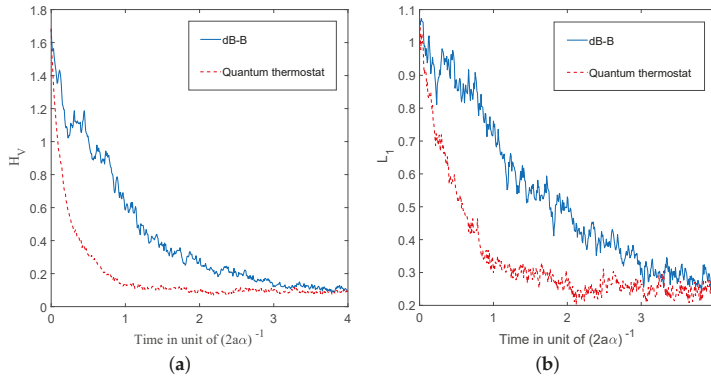 1.8
1.6
1.4
1.2
1
0.8
0.6
0.4
0.2
0
H_V
dB-B
Quantum thermostat
0 1 2 3 4
Time in unit of (2aα)^-1
(a)
1.1
1
0.9
0.8
0.7
0.6
0.5
0.4
0.3
0.2
L_1
dB-B
Quantum thermostat
0 1 2 3
Time in unit of (2aα)^-1
(b)